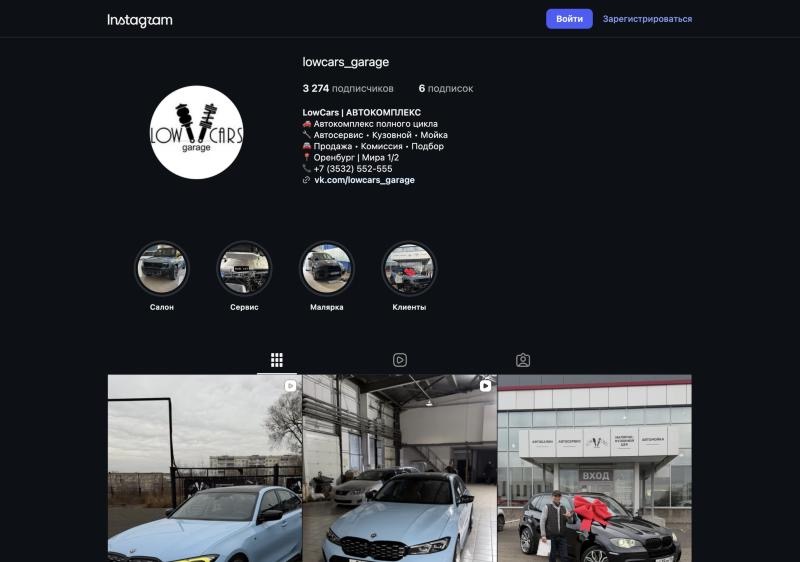 Instagram
Войти
Зарегистрироваться
lowcars_garage
3 274 подписчиков
6 подписок
LowCars | АВТОКОМПЛЕКС
🚗 Автокомплекс полного цикла
🔧 Автосервис • Кузовной • Мойка
🚘 Продажа • Комиссия • Подбор
📍 Оренбург | Мира 1/2
📞 +7 (3532) 552-555
vk.com/lowcars_garage
LOW CARS
garage
Салон
Сервис
Малярка
Клиенты
АВТОСАЛОН
АВТОСЕРВИС
МАЛЯРНО-
КУЗОВНОЙ
ЦЕХ
АВТОМОЙКА
ВХОД